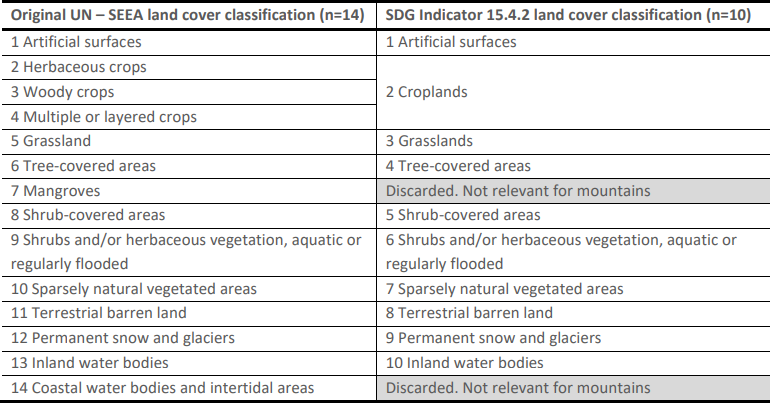 Original UN – SEEA land cover classification (n=14) SDG Indicator 15.4.2 land cover classification (n=10)
1 Artificial surfaces 1 Artificial surfaces
2 Herbaceous crops
3 Woody crops 2 Croplands
4 Multiple or layered crops
5 Grassland 3 Grasslands
6 Tree-covered areas 4 Tree-covered areas
7 Mangroves Discarded. Not relevant for mountains
8 Shrub-covered areas 5 Shrub-covered areas
9 Shrubs and/or herbaceous vegetation, aquatic or 6 Shrubs and/or herbaceous vegetation, aquatic or
regularly flooded regularly flooded
10 Sparsely natural vegetated areas 7 Sparsely natural vegetated areas
11 Terrestrial barren land 8 Terrestrial barren land
12 Permanent snow and glaciers 9 Permanent snow and glaciers
13 Inland water bodies 10 Inland water bodies
14 Coastal water bodies and intertidal areas Discarded. Not relevant for mountains